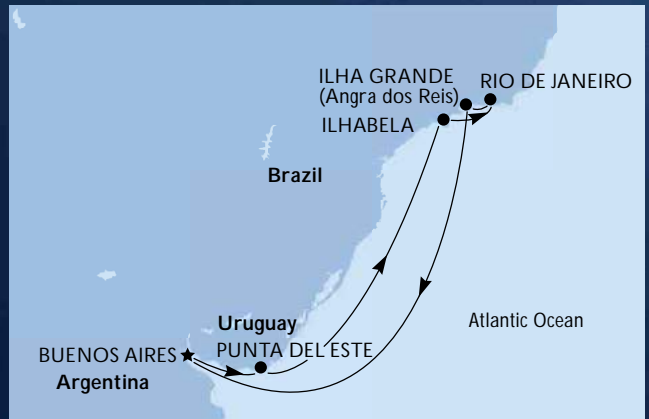 ILHA GRANDE
(Angra dos Reis)
RIO DE JANEIRO
ILHABELA
Brazil
Atlantic Ocean
Uruguay
PUNTA DEL ESTE
BUENOS AIRES
Argentina